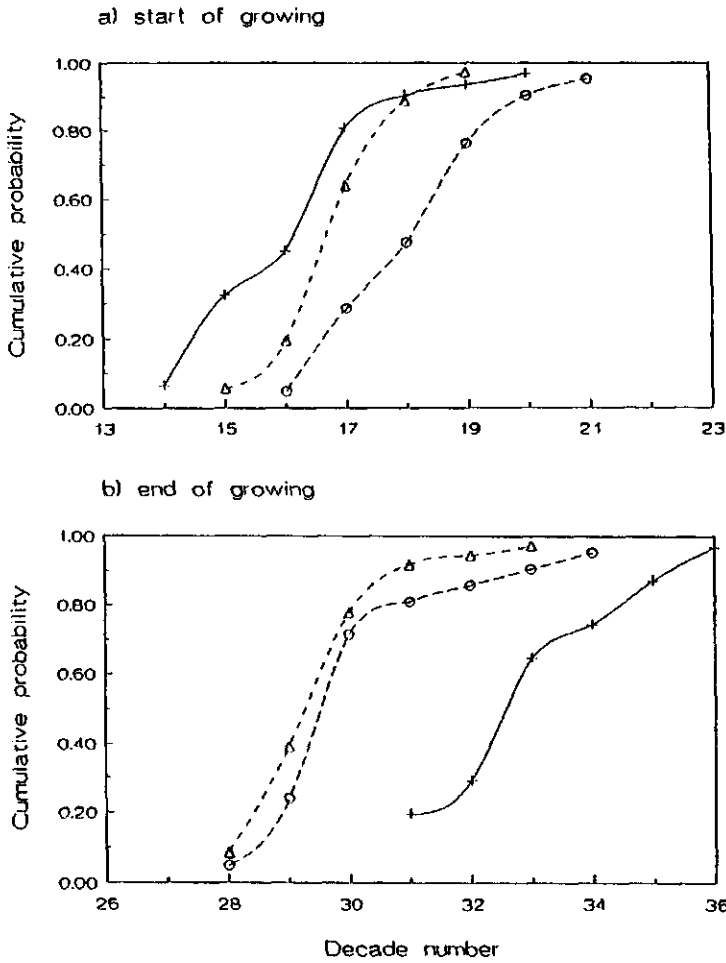 a) start of growing
1.00
0.80
0.60
0.40
0.20
0.00
Cumulative probability
13 15 17 19 21 23
b) end of growing
1.00
0.80
0.60
0.40
0.20
0.00
Cumulative probability
26 28 30 32 34 36
Decade number